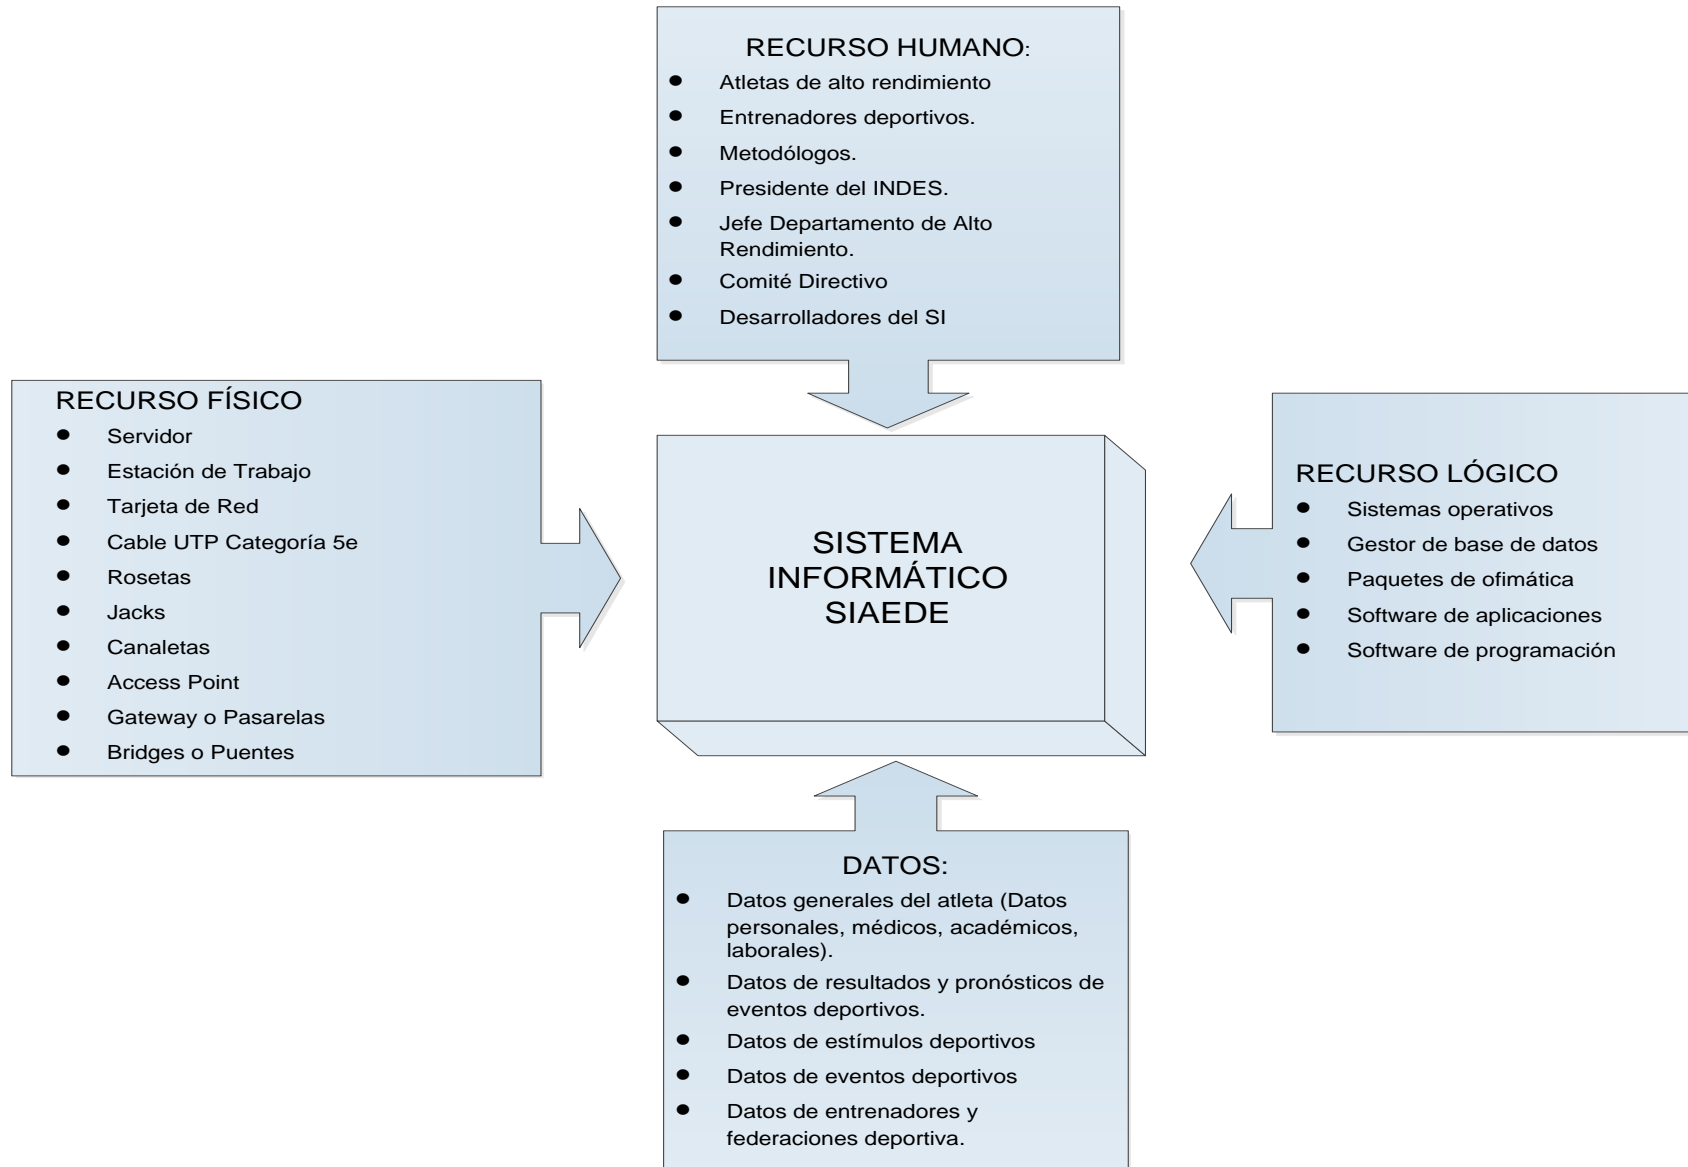 RECURSO HUMANO:
● Atletas de alto rendimiento
● Entrenadores deportivos.
● Metodólogos.
● Presidente del INDES.
● Jefe Departamento de Alto
Rendimiento.
● Comité Directivo
● Desarrolladores del SI
RECURSO FÍSICO
● Servidor
● Estación de Trabajo
● Tarjeta de Red
● Cable UTP Categoría 5e
● Rosetas
● Jacks
● Canaletas
● Access Point
● Gateway o Pasarelas
● Bridges o Puentes
SISTEMA
INFORMÁTICO
SIAEDE
RECURSO LÓGICO
● Sistemas operativos
● Gestor de base de datos
● Paquetes de ofimática
● Software de aplicaciones
● Software de programación
DATOS:
● Datos generales del atleta (Datos
personales, médicos, académicos,
laborales).
● Datos de resultados y pronósticos de
eventos deportivos.
● Datos de estímulos deportivos
● Datos de eventos deportivos
● Datos de entrenadores y
federaciones deportiva.